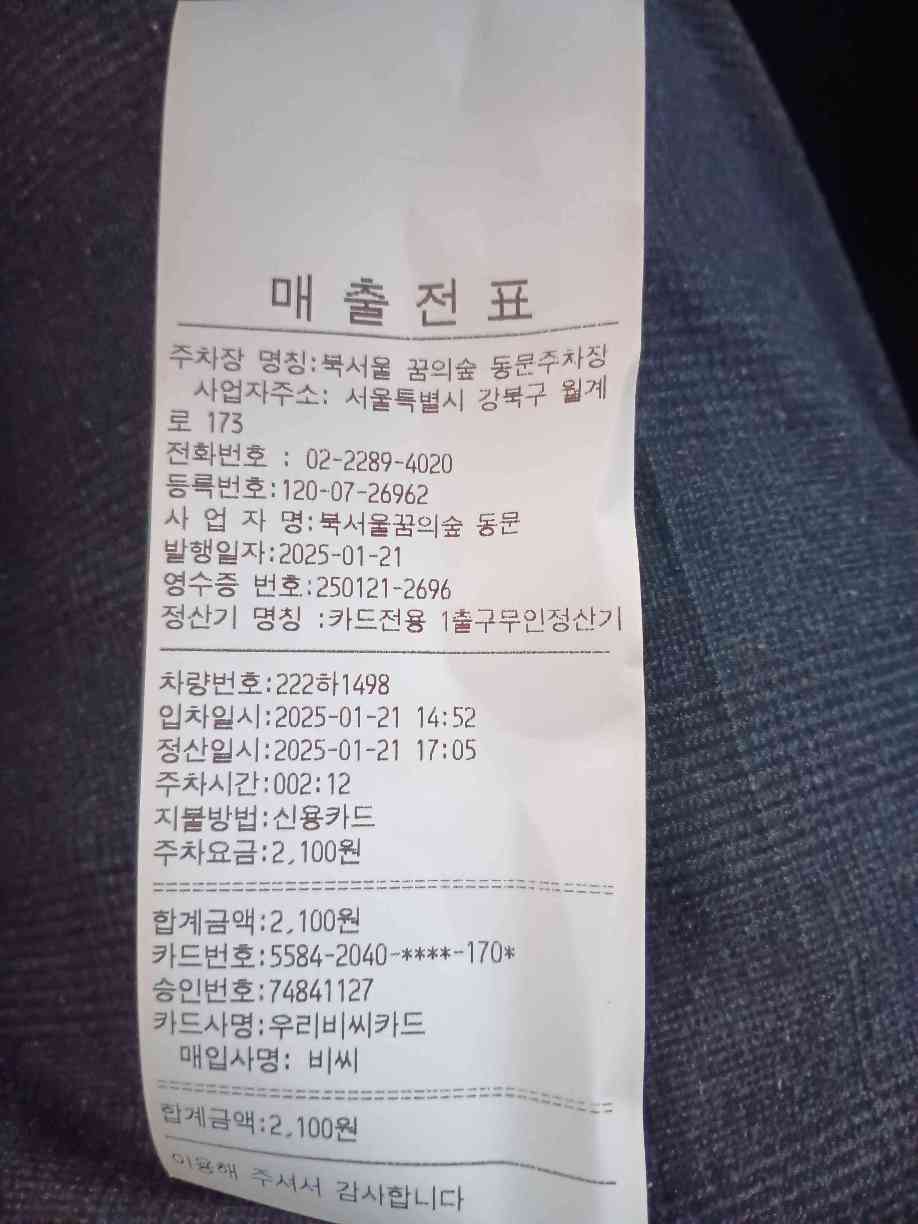 매 출 전 표
주차장 명칭:북서울 꿈의숲 동문주차장
사업자주소: 서울특별시 강북구 월계
로 173
전화번호 : 02-2289-4020
등록번호:120-07-26962
사 업 자 명:북서울꿈의숲 동문
발행일자:2025-01-21
영수증 번호:250121-2696
정산기 명칭 :카드전용 1출구무인정산기
차량번호:222하1498
입차일시:2025-01-21 14:52
정산일시:2025-01-21 17:05
주차시간:002:12
지불방법:신용카드
주차요금:2,100원
합계금액:2,100원
카드번호:5584-2040-****-170*
승인번호:74841127
카드사명:우리비씨카드
매입사명: 비씨
합계금액:2,100원
이용해 주셔서 감사합니다